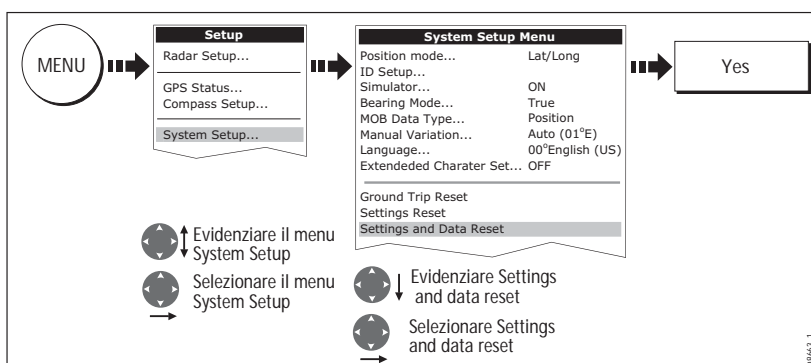 MENU
Setup
Radar Setup...
GPS Status...
Compass Setup...
System Setup...
System Setup Menu
Position mode... Lat/Long
ID Setup...
Simulator... ON
Bearing Mode... True
MOB Data Type... Position
Manual Variation... Auto (01°E)
Language... 00°English (US)
Extendeded Charater Set... OFF
Ground Trip Reset
Settings Reset
Settings and Data Reset
Yes
Evidenziare il menu
System Setup
Selezionare il menu
System Setup
Evidenziare Settings
and data reset
Selezionare Settings
and data reset